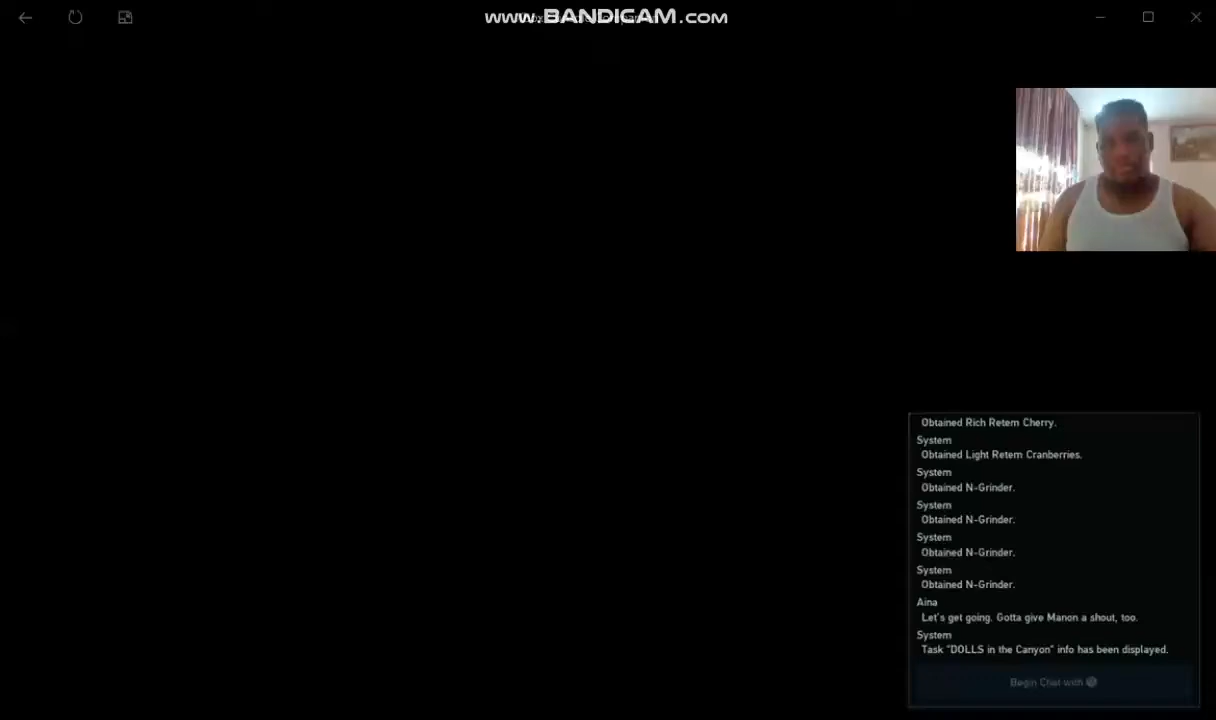 www.BANDICAM.com
Obtained Rich Retem Cherry.
System
Obtained Light Retem Cranberries.
System
Obtained N-Grinder.
System
Obtained N-Grinder.
System
Obtained N-Grinder.
System
Obtained N-Grinder.
Aina
Let's get going. Gotta give Manon a shout, too.
System
Task "DOLLS in the Canyon" info has been displayed.
Begin Chat with